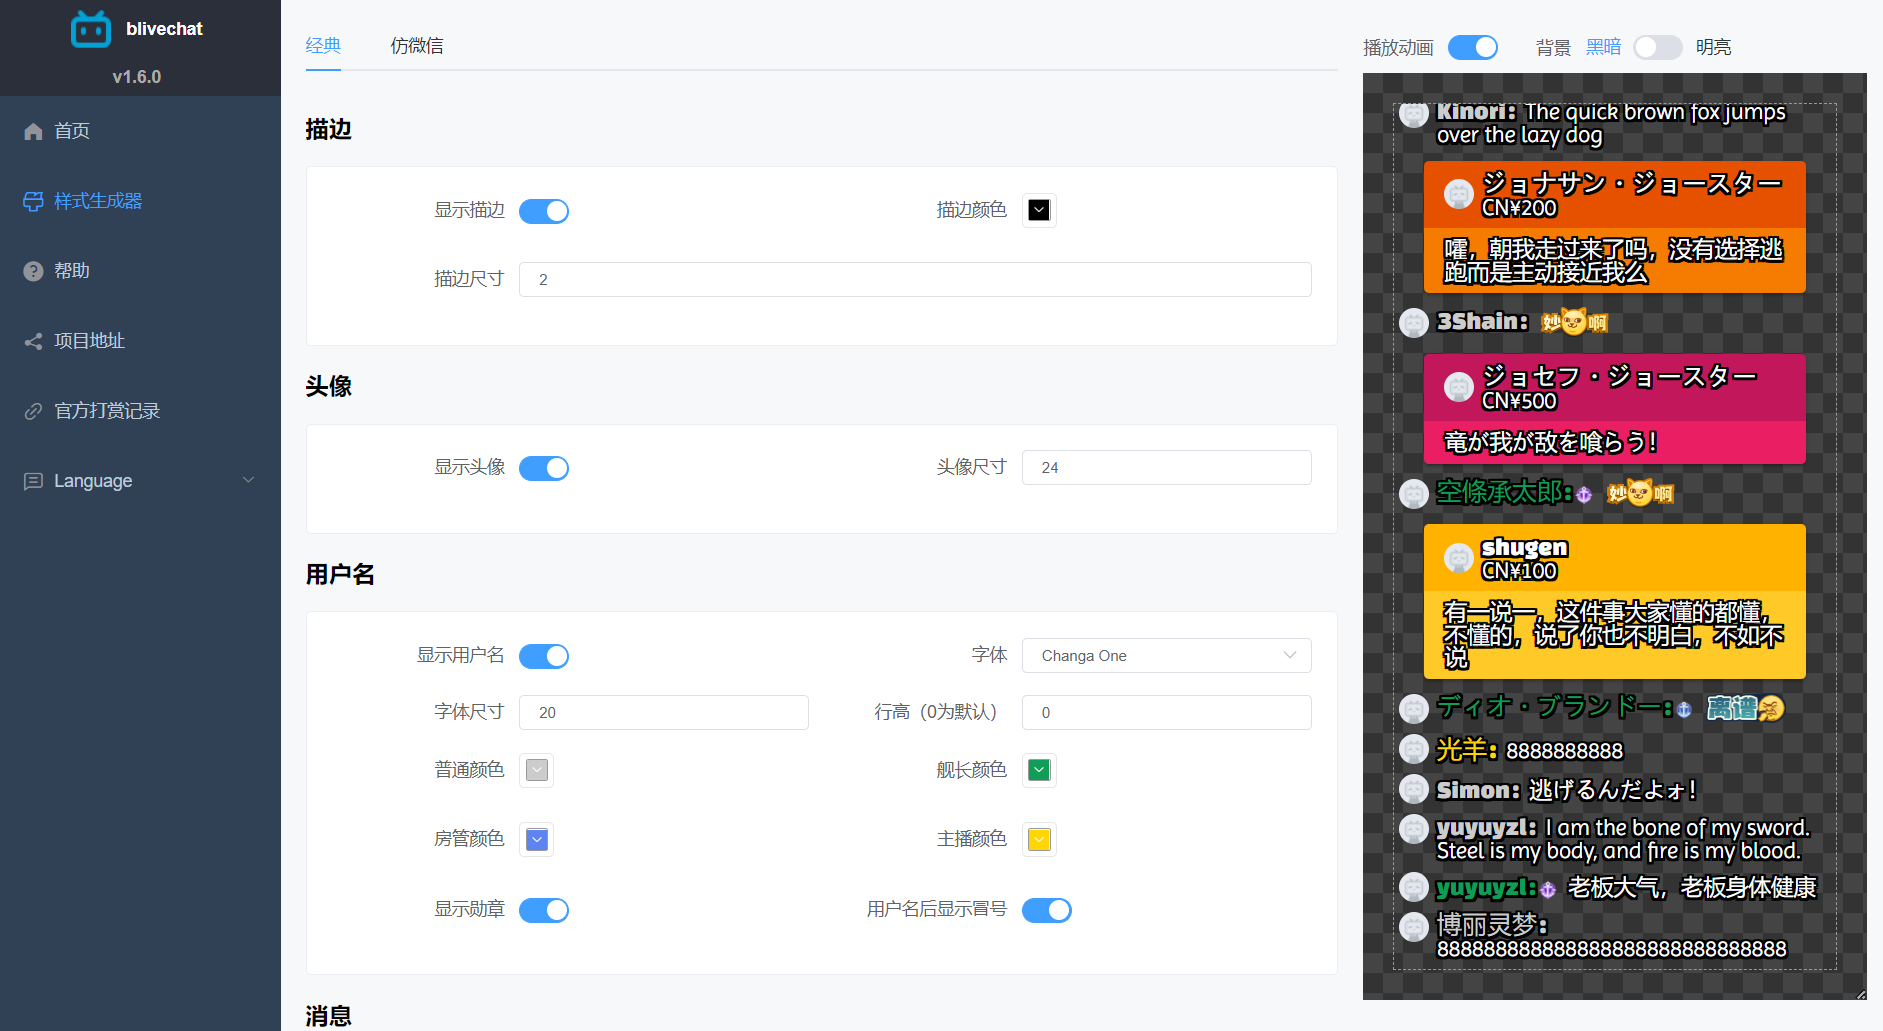 blivechat
v1.6.0
首页
样式生成器
帮助
项目地址
官方打赏记录
Language
经典
仿微信
描边
显示描边
描边颜色
描边尺寸
2
头像
显示头像
头像尺寸
24
用户名
显示用户名
字体
Changa One
字体尺寸
20
行高（0为默认）
0
普通颜色
舰长颜色
房管颜色
主播颜色
显示勋章
用户名后显示冒号
消息
播放动画
背景
黑暗
明亮
Kinori: The quick brown fox jumps
over the lazy dog
ジョナサン・ジョースター
CN¥200
嚯，朝我走过来了吗，没有选择逃
跑而是主动接近我么
3Shain: 妙啊
ジョセフ・ジョースター
CN¥500
竜が我が敵を喰らう！
空條承太郎: 妙啊
shugen
CN¥100
有一说一，这件事大家懂的都懂，
不懂的，说了你也不明白，不如不
说
ディオ・ブランドー: 离谱
光羊: 8888888888
Simon: 逃げるんだよォ！
yuyuyzl: I am the bone of my sword.
Steel is my body, and fire is my blood.
yuyuyzl: 老板大气，老板身体健康
博丽灵梦:
888888888888888888888888888888